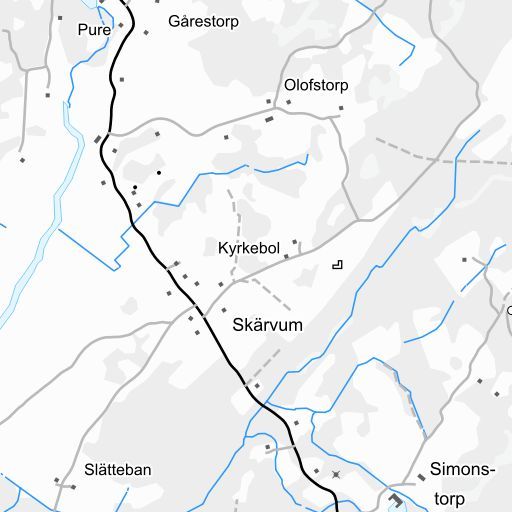 Gårestorp
Pure
Olofstorp
Kyrkebol
Skärvum
Slätteban
Simons-
torp